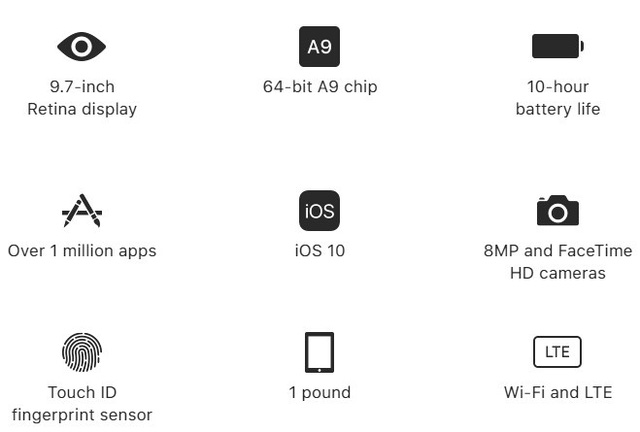 A9
9.7-inch
Retina display
64-bit A9 chip
10-hour
battery life
iOS
Over 1 million apps
iOS 10
8MP and FaceTime
HD cameras
LTE
Touch ID
fingerprint sensor
1 pound
Wi-Fi and LTE